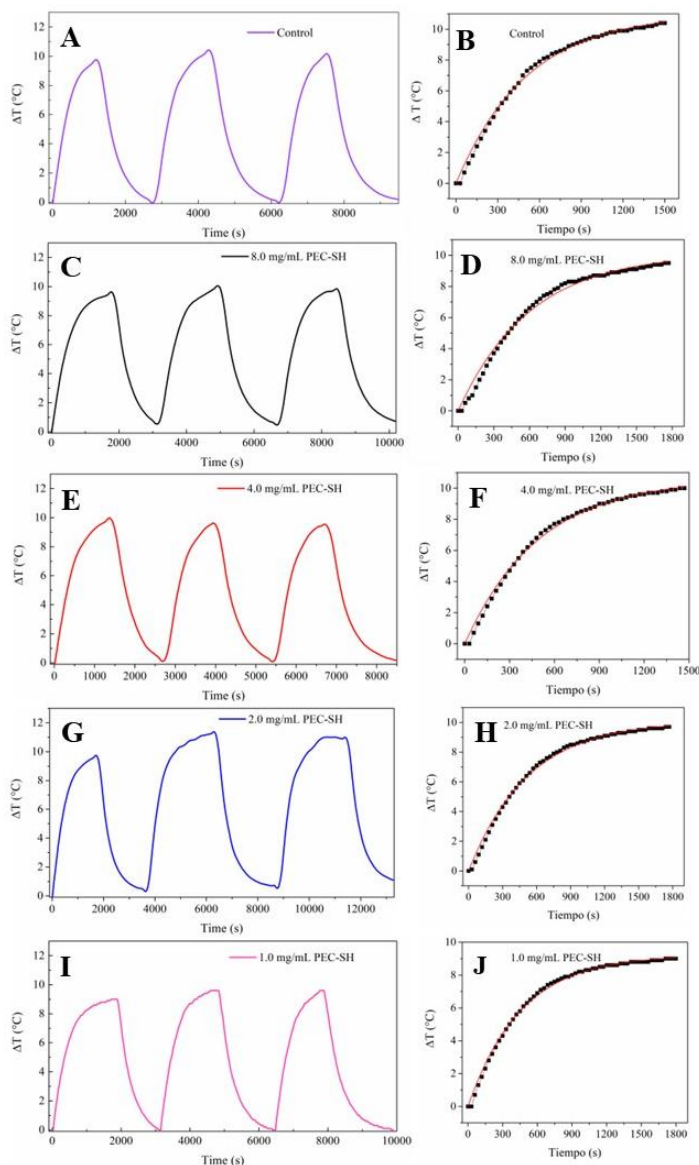 A
Control
ΔT (°C)
12
10
8
6
4
2
0
0 2000 4000 6000 8000
Time (s)
B
Control
Δ T (°C)
10
8
6
4
2
0
0 300 600 900 1200 1500
Tiempo (s)
C
8.0 mg/mL PEC-SH
ΔT (°C)
12
10
8
6
4
2
0
0 2000 4000 6000 8000 10000
Time (s)
D
8.0 mg/mL PEC-SH
ΔT (°C)
10
8
6
4
2
0
0 300 600 900 1200 1500 1800
Tiempo (s)
E
4.0 mg/mL PEC-SH
ΔT (°C)
12
10
8
6
4
2
0
0 1000 2000 3000 4000 5000 6000 7000 8000
Time (s)
F
4.0 mg/mL PEC-SH
ΔT (°C)
10
8
6
4
2
0
0 300 600 900 1200 1500
Tiempo (s)
G
2.0 mg/mL PEC-SH
ΔT (°C)
12
10
8
6
4
2
0
0 2000 4000 6000 8000 10000 12000
Time (s)
H
2.0 mg/mL PEC-SH
ΔT (°C)
10
8
6
4
2
0
0 300 600 900 1200 1500 1800
Tiempo (s)
I
1.0 mg/mL PEC-SH
ΔT (°C)
12
10
8
6
4
2
0
0 2000 4000 6000 8000 10000
Time (s)
J
1.0 mg/mL PEC-SH
ΔT (°C)
10
8
6
4
2
0
0 300 600 900 1200 1500 1800
Tiempo (s)